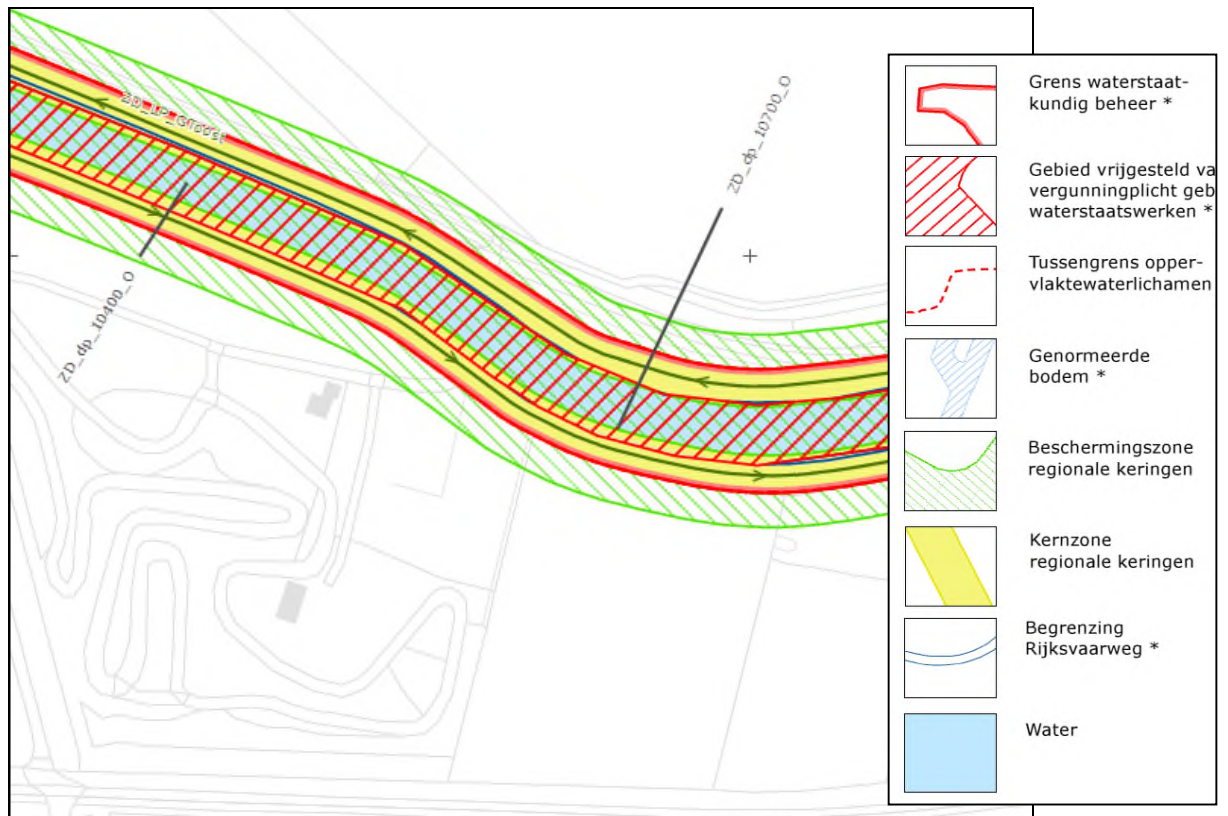 ZD_dp_10700_O
ZD_dp_10400_O
Grens waterstaat-
kundig beheer *
Gebied vrijgesteld va
vergunningplicht geb
waterstaatswerken *
Tussengrens opper-
vlaktewaterlichamen
Genormeerde
bodem *
Beschermingszone
regionale keringen
Kernzone
regionale keringen
Begrenzing
Rijksvaarweg *
Water